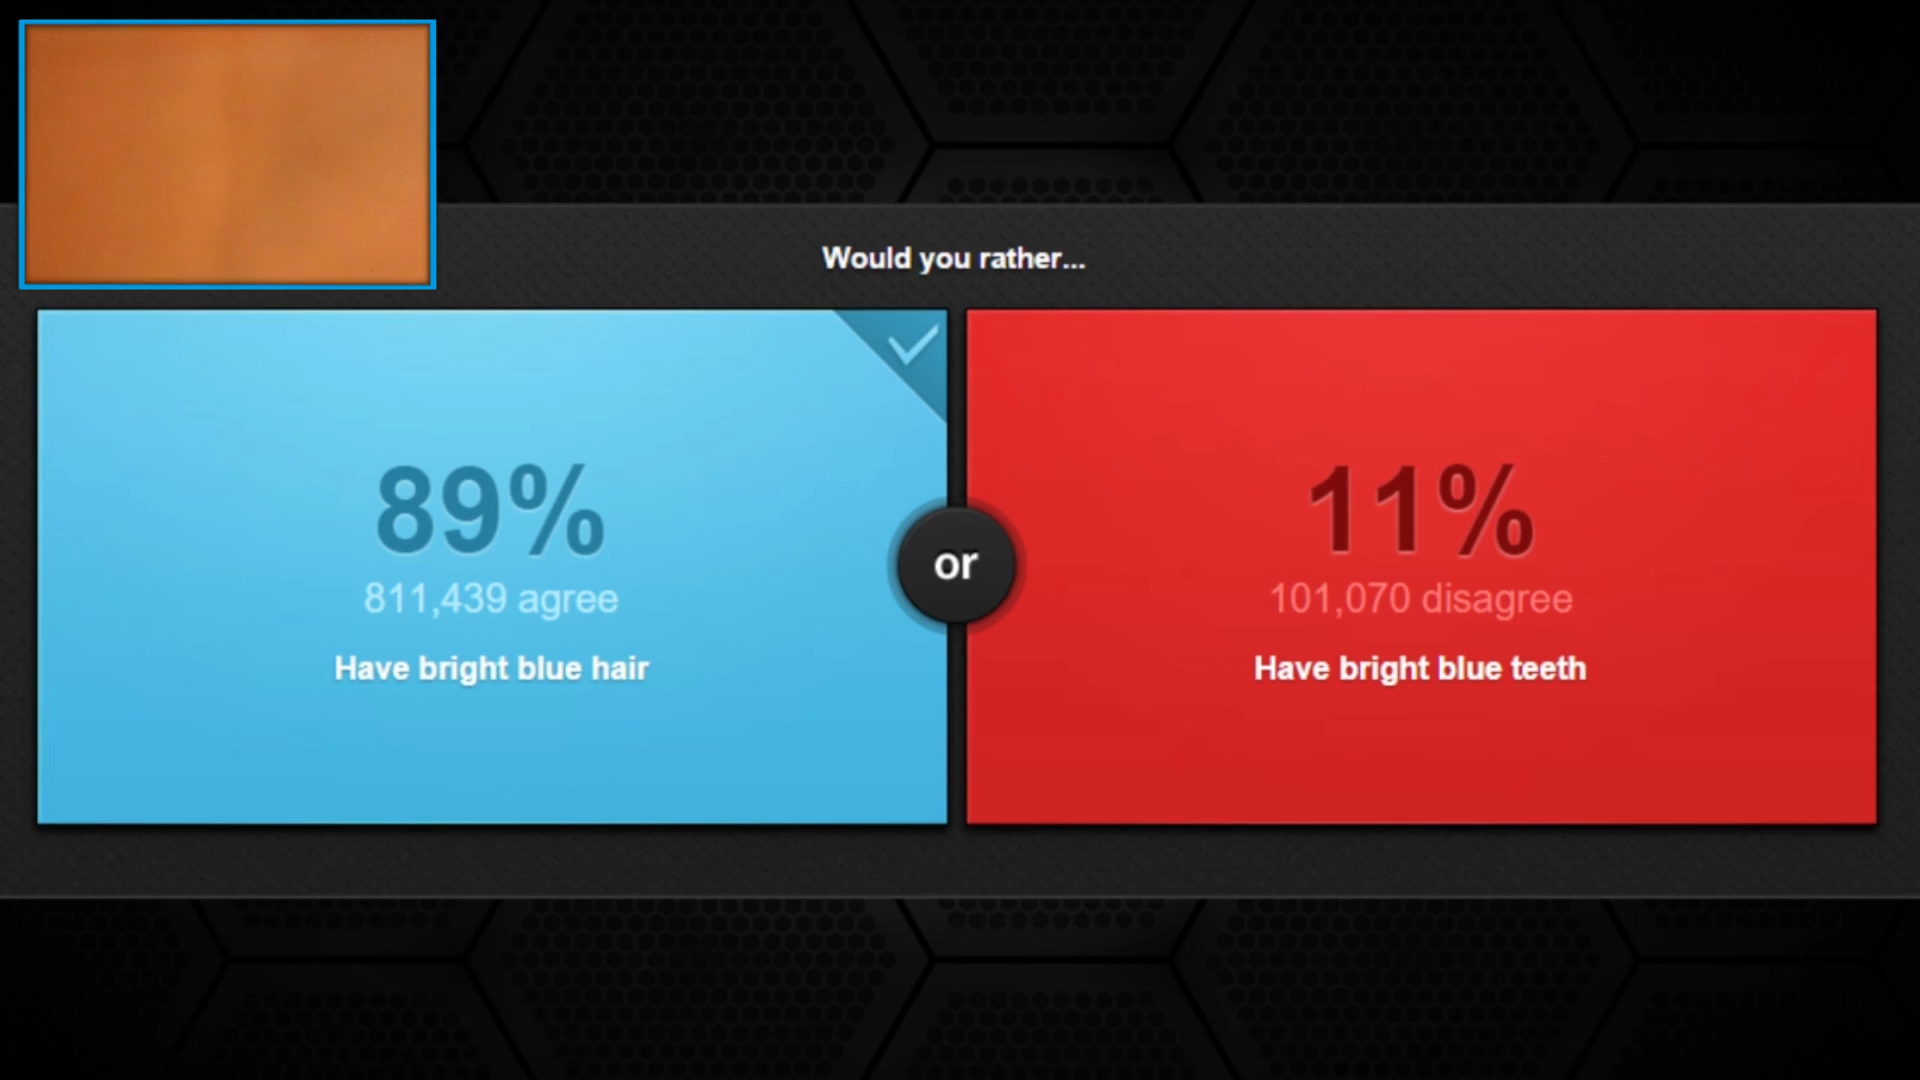 Would you rather...
89%
811,439 agree
Have bright blue hair
or
11%
101,070 disagree
Have bright blue teeth